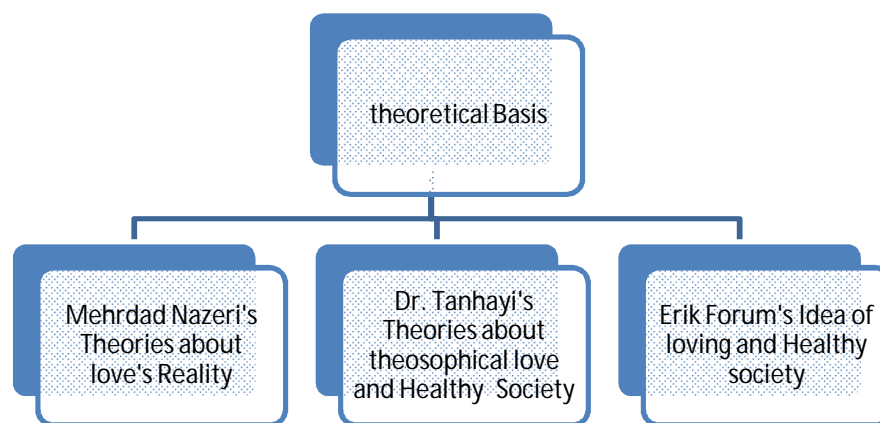 theoretical Basis
Mehrdad Nazeri's
Theories about
love's Reality
Dr. Tanhayi's
Theories about
theosophical love
and Healthy Society
Erik Forum's Idea of
loving and Healthy
society